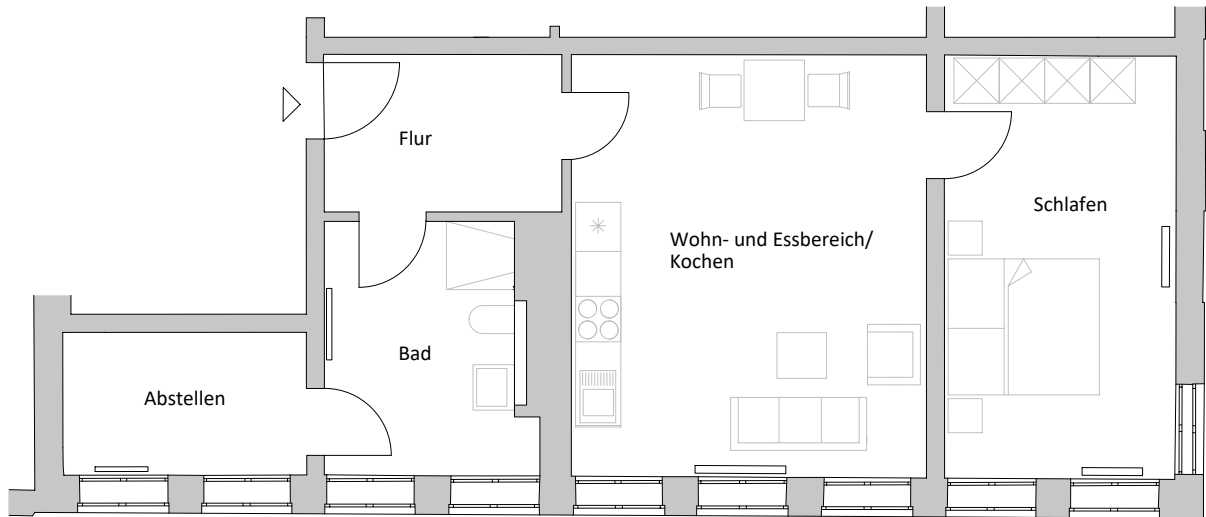 Flur
Schlafen
Wohn- und Essbereich/
Kochen
Bad
Abstellen